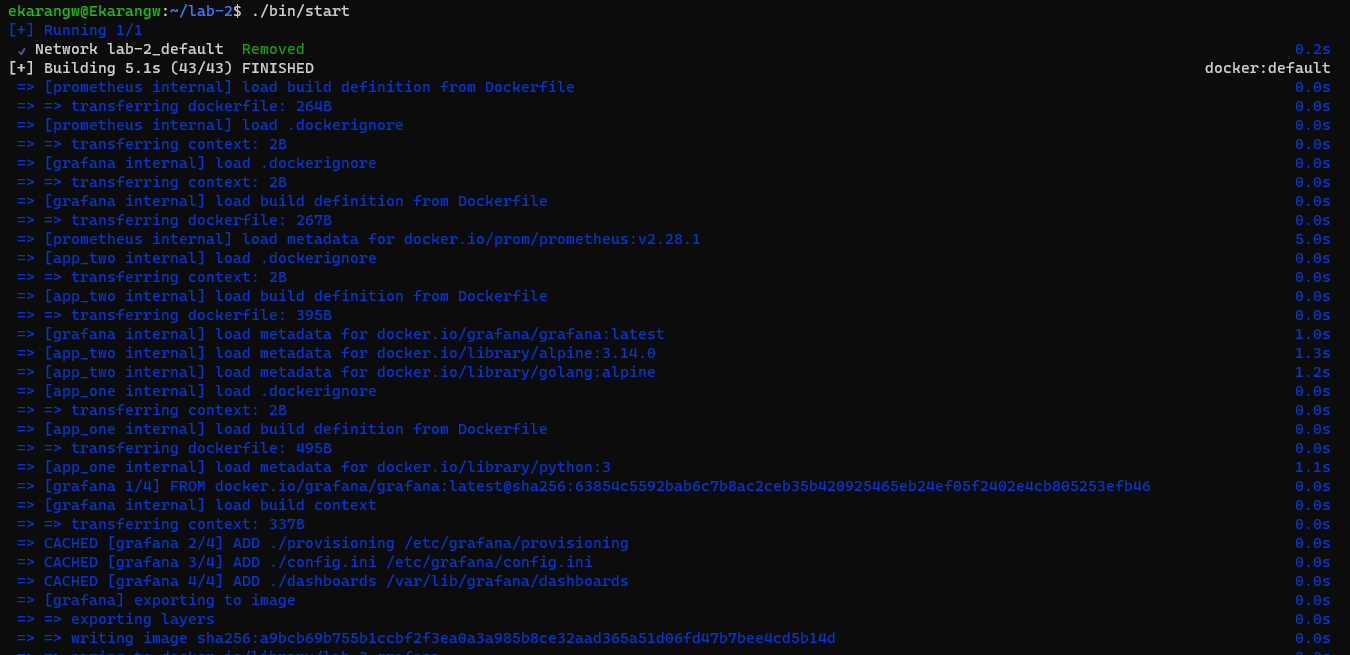 ekarangw@Ekarangw:~/lab-2$ ./bin/start
[+] Running 1/1
✓ Network lab-2_default Removed 0.2s
[+] Building 5.1s (43/43) FINISHED docker:default
=> [prometheus internal] load build definition from Dockerfile 0.0s
=> => transferring dockerfile: 264B 0.0s
=> [prometheus internal] load .dockerignore 0.0s
=> => transferring context: 2B 0.0s
=> [grafana internal] load .dockerignore 0.0s
=> => transferring context: 2B 0.0s
=> [grafana internal] load build definition from Dockerfile 0.0s
=> => transferring dockerfile: 267B 0.0s
=> [prometheus internal] load metadata for docker.io/prom/prometheus:v2.28.1 5.0s
=> [app_two internal] load .dockerignore 0.0s
=> => transferring context: 2B 0.0s
=> [app_two internal] load build definition from Dockerfile 0.0s
=> => transferring dockerfile: 395B 0.0s
=> [grafana internal] load metadata for docker.io/grafana/grafana:latest 1.0s
=> [app_two internal] load metadata for docker.io/library/alpine:3.14.0 1.3s
=> [app_two internal] load metadata for docker.io/library/golang:alpine 1.2s
=> [app_one internal] load .dockerignore 0.0s
=> => transferring context: 2B 0.0s
=> [app_one internal] load build definition from Dockerfile 0.0s
=> => transferring dockerfile: 495B 0.0s
=> [app_one internal] load metadata for docker.io/library/python:3 1.1s
=> [grafana 1/4] FROM docker.io/grafana/grafana:latest@sha256:63854c5592bab6c7b8ac2ceb35b420925465eb24ef05f2402e4cb805253efb46 0.0s
=> [grafana internal] load build context 0.0s
=> => transferring context: 337B 0.0s
=> CACHED [grafana 2/4] ADD ./provisioning /etc/grafana/provisioning 0.0s
=> CACHED [grafana 3/4] ADD ./config.ini /etc/grafana/config.ini 0.0s
=> CACHED [grafana 4/4] ADD ./dashboards /var/lib/grafana/dashboards 0.0s
=> [grafana] exporting to image 0.0s
=> => exporting layers 0.0s
=> => writing image sha256:a9bcb69b755b1ccbf2f3ea0a3a985b8ce32aad365a51d06fd47b7bee4cd5b14d 0.0s
=> => naming to docker.io/library/lab-2-grafana 0.0s